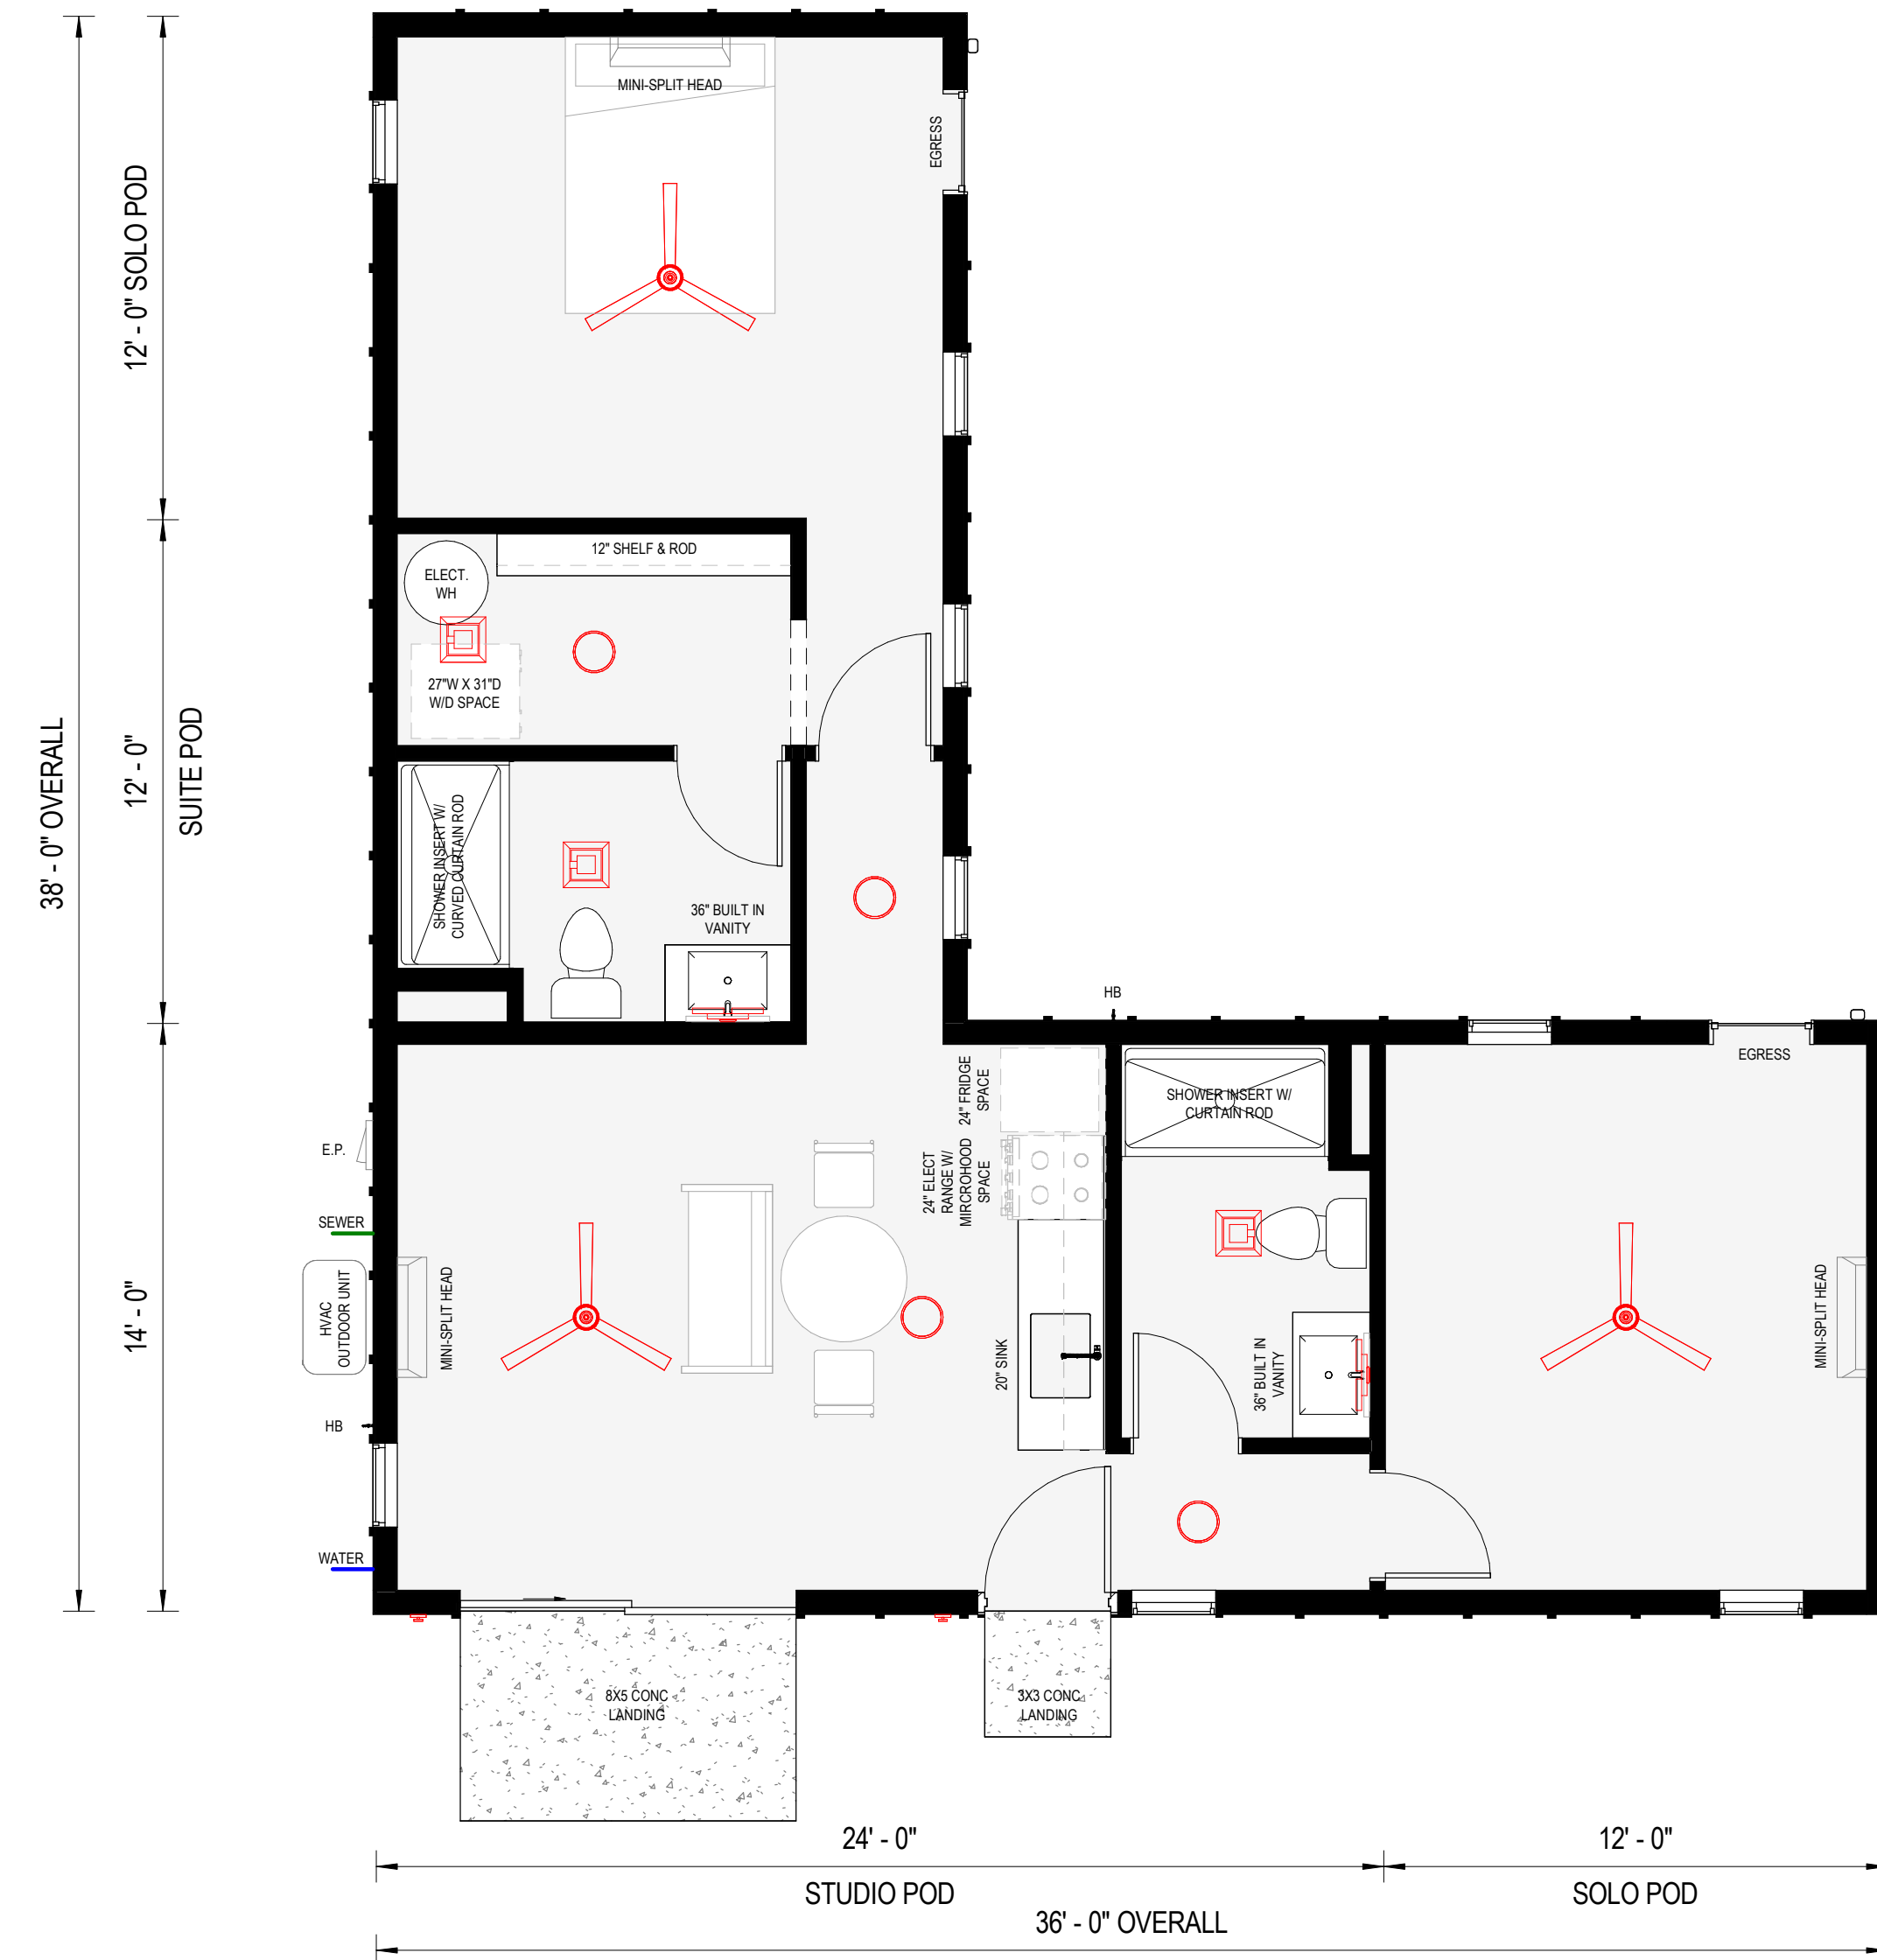 MINI-SPLIT HEAD
EGRESS
12' - 0" SOLO POD
12" SHELF & ROD
ELECT.
WH
27"W X 31"D
W/D SPACE
38' - 0" OVERALL
12' - 0"
SUITE POD
SHOWER INSERT W/
CURVED CURTAIN ROD
36" BUILT IN
VANITY
HB
EGRESS
24" FRIDGE
SPACE
SHOWER INSERT W/
CURTAIN ROD
E.P.
24" ELECT
RANGE W/
MIRCROHOOD
SPACE
SEWER
HVAC
OUTDOOR UNIT
MINI-SPLIT HEAD
14' - 0"
20" SINK
36" BUILT IN
VANITY
MINI-SPLIT HEAD
HB
WATER
8X5 CONC
LANDING
3X3 CONC
LANDING
24' - 0"
12' - 0"
STUDIO POD
SOLO POD
36' - 0" OVERALL